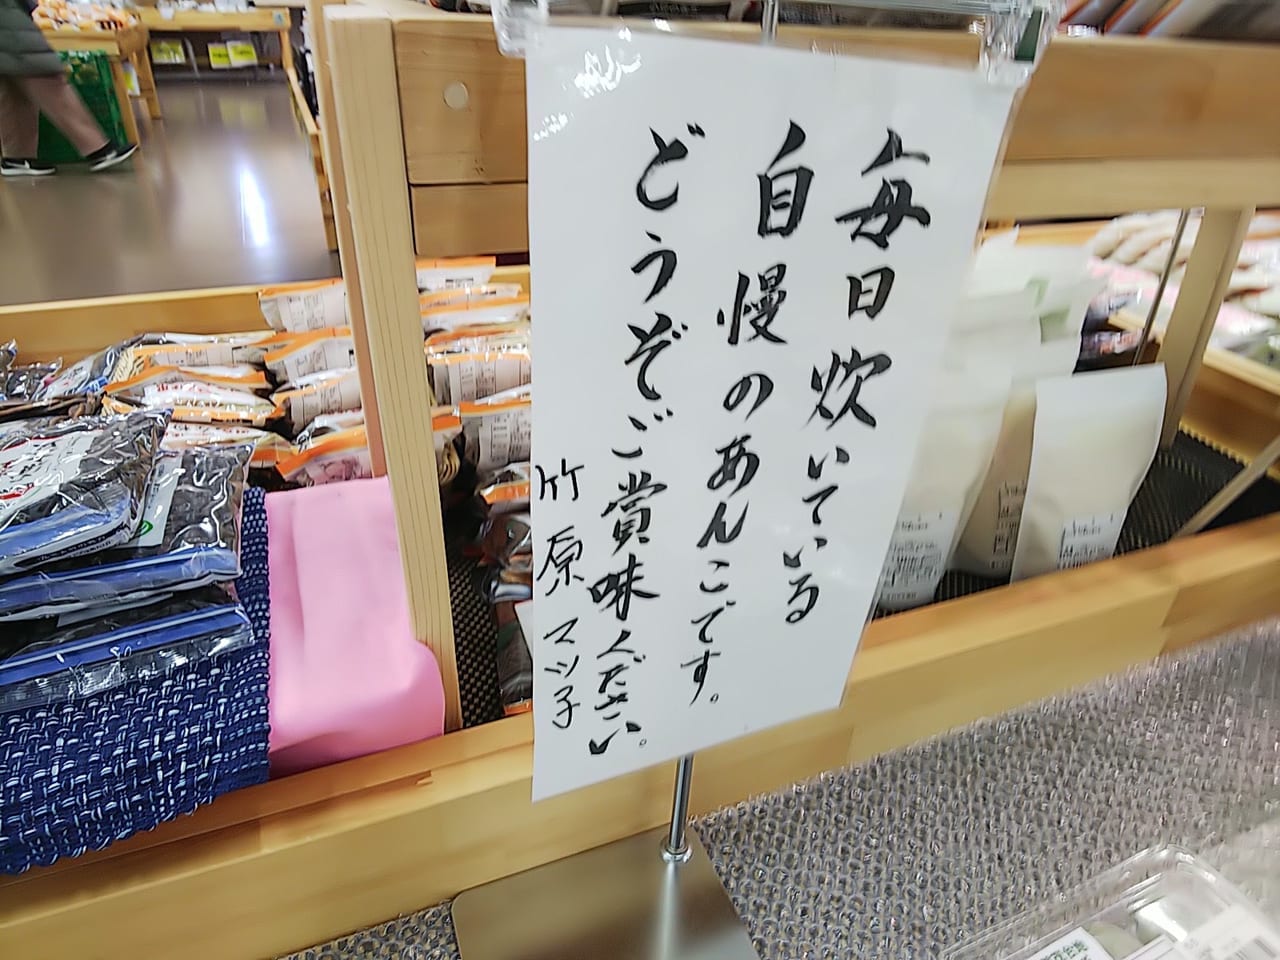 毎日炊いている
自慢のあんこです。
どうぞご賞味ください。
竹原マツ子